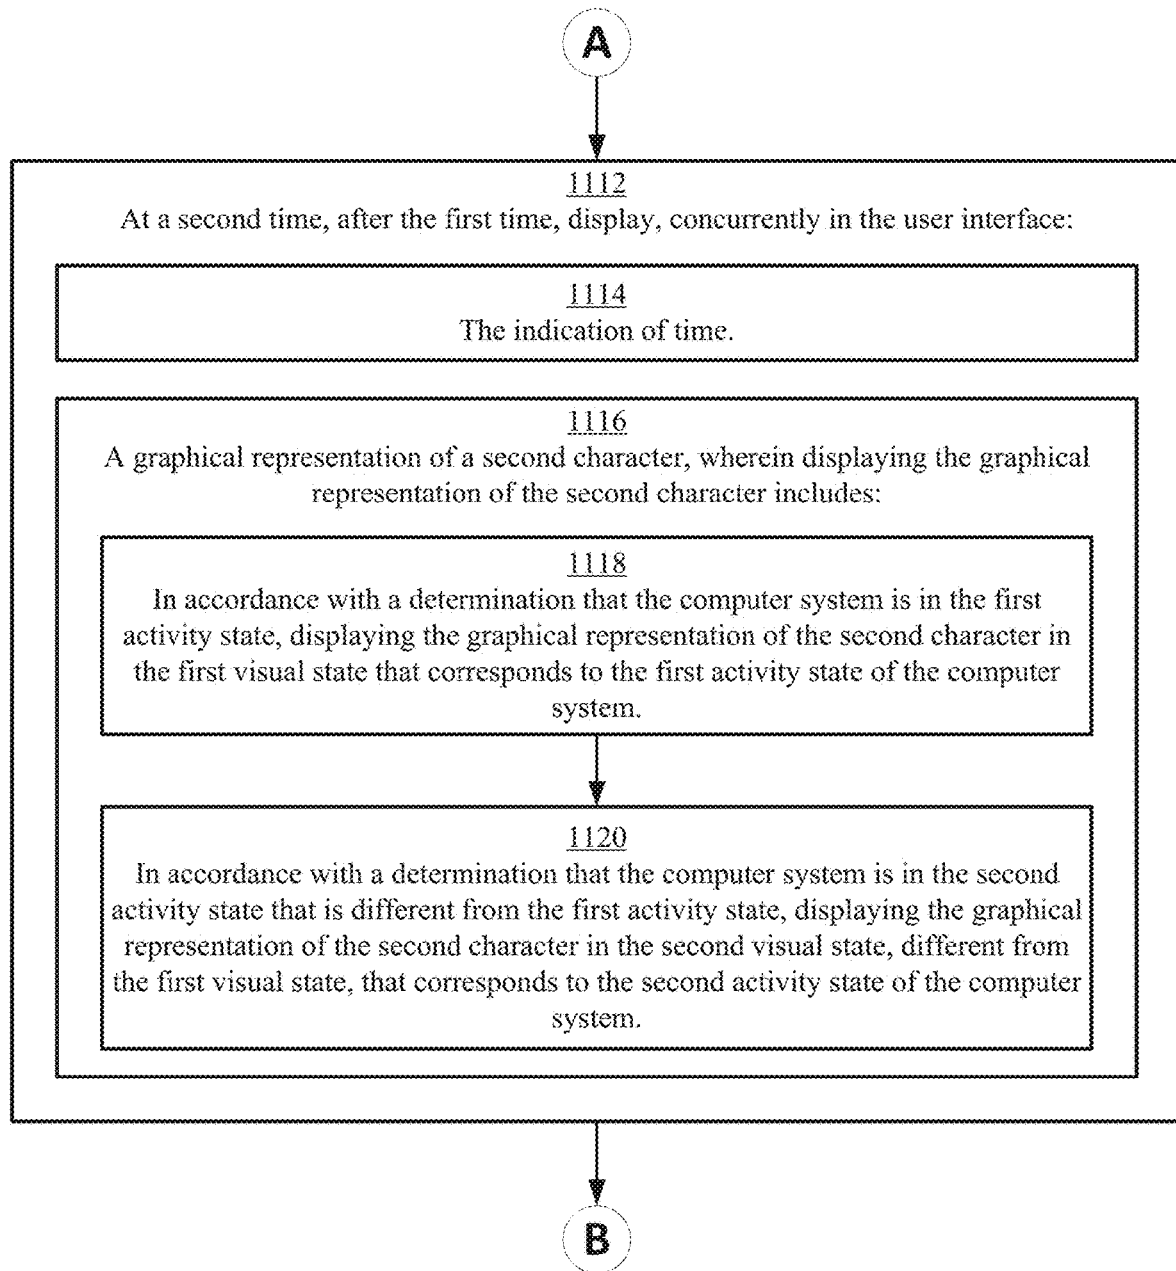 A
1112
At a second time, after the first time, display, concurrently in the user interface:
1114
The indication of time.
1116
A graphical representation of a second character, wherein displaying the graphical
representation of the second character includes:
1118
In accordance with a determination that the computer system is in the first
activity state, displaying the graphical representation of the second character in
the first visual state that corresponds to the first activity state of the computer
system.
1120
In accordance with a determination that the computer system is in the second
activity state that is different from the first activity state, displaying the graphical
representation of the second character in the second visual state, different from
the first visual state, that corresponds to the second activity state of the computer
system.
B